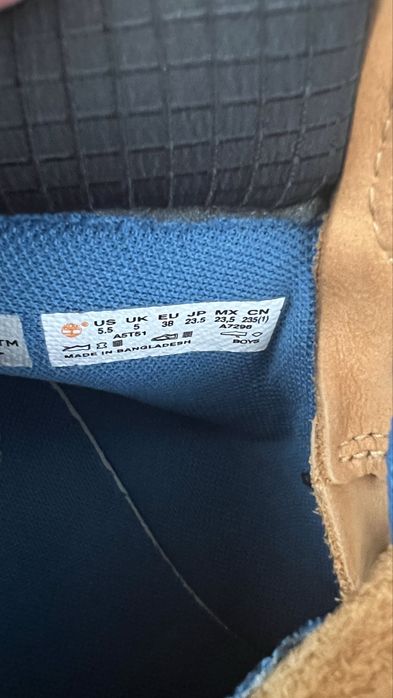 TM
US UK EU JP MX CN
5.5 5 38 23.5 23,5 235(1)
A5T51 A7298
BOYS
MADE IN BANGLADESH